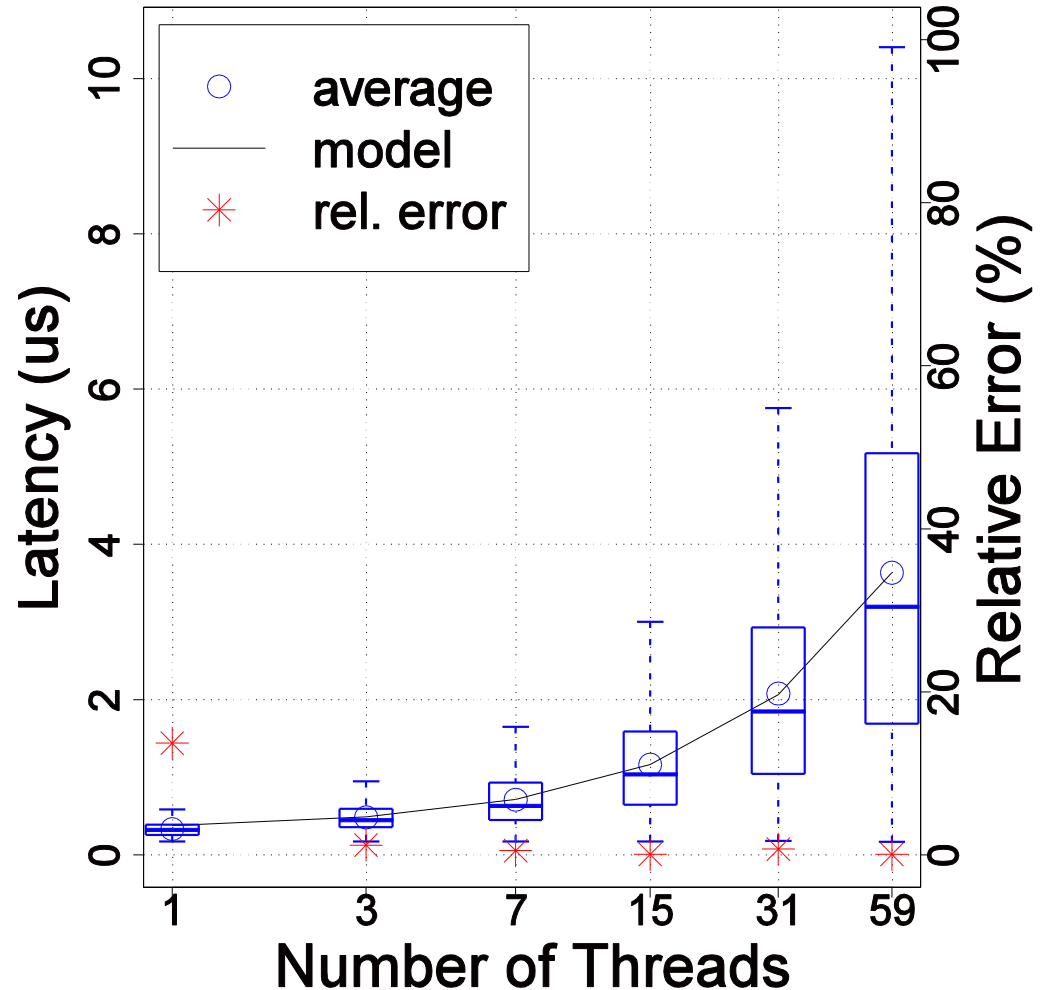 average
model
rel. error
Latency (us)
0 2 4 6 8 10
Relative Error (%)
0 20 40 60 80 100
1 3 7 15 31 59
Number of Threads